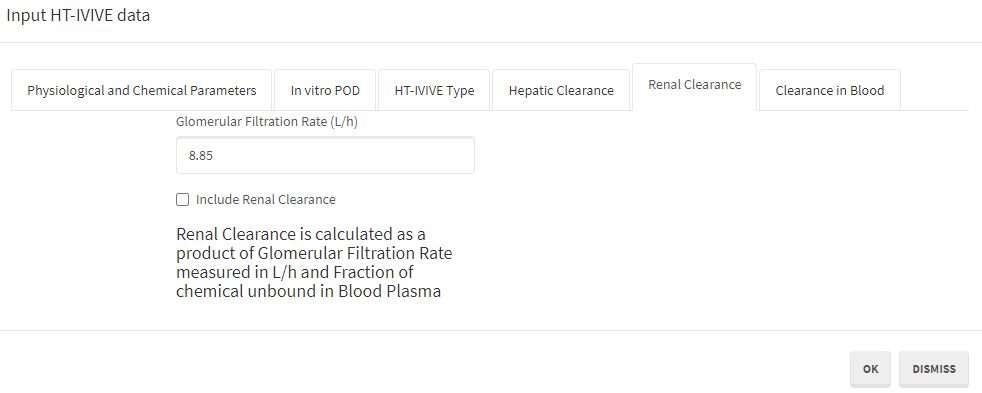 Input HT-IVIVE data
Physiological and Chemical Parameters
In vitro POD
HT-IVIVE Type
Hepatic Clearance
Renal Clearance
Clearance in Blood
Glomerular Filtration Rate (L/h)
8.85
Include Renal Clearance
Renal Clearance is calculated as a
product of Glomerular Filtration Rate
measured in L/h and Fraction of
chemical unbound in Blood Plasma
OK
DISMISS